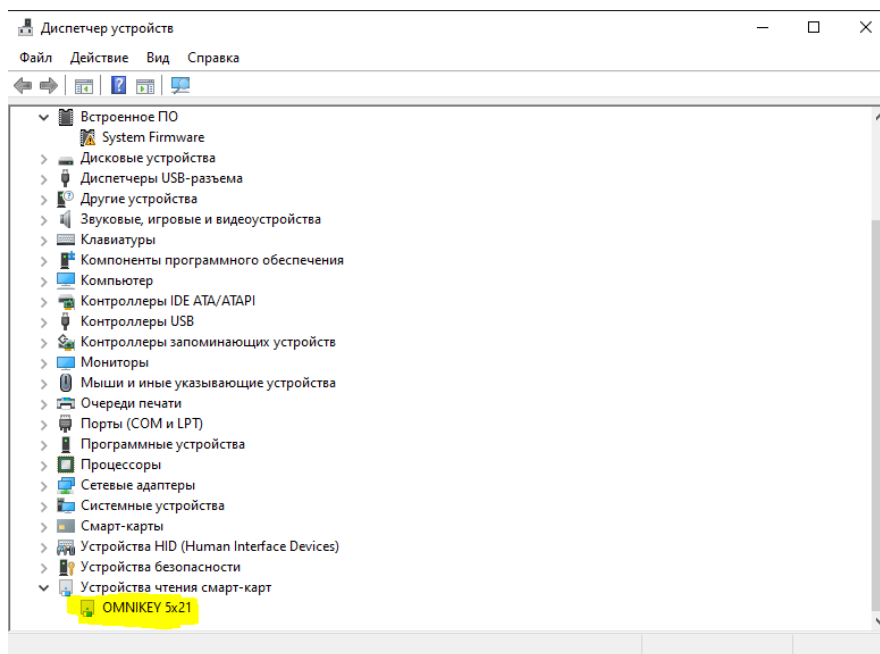 Диспетчер устройств
Файл Действие Вид Справка
Встроенное ПО
System Firmware
Дисковые устройства
Диспетчеры USB-разъема
Другие устройства
Звуковые, игровые и видеоустройства
Клавиатуры
Компоненты программного обеспечения
Компьютер
Контроллеры IDE ATA/ATAPI
Контроллеры USB
Контроллеры запоминающих устройств
Мониторы
Мыши и иные указывающие устройства
Очереди печати
Порты (COM и LPT)
Программные устройства
Процессоры
Сетевые адаптеры
Системные устройства
Смарт-карты
Устройства HID (Human Interface Devices)
Устройства безопасности
Устройства чтения смарт-карт
OMNIKEY 5x21